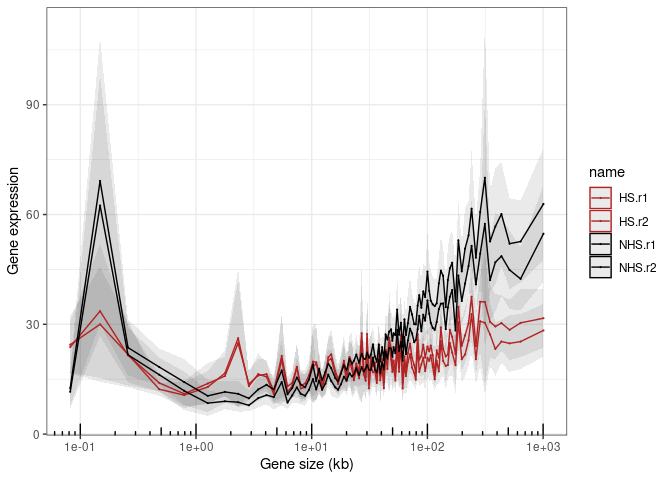 90
60
30
0
Gene expression
1e-01 1e+00 1e+01 1e+02 1e+03
Gene size (kb)
name
HS.r1
HS.r2
NHS.r1
NHS.r2